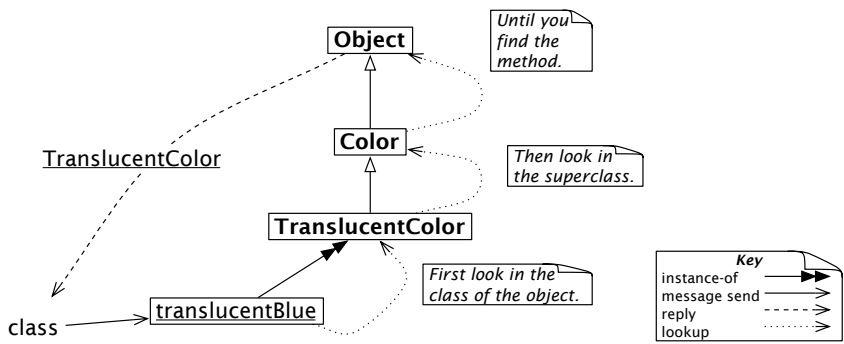 Object
Until you
find the
method.
Color
TranslucentColor
Then look in
the superclass.
TranslucentColor
First look in the
class of the object.
Key
instance-of
message send
reply
lookup
translucentBlue
class